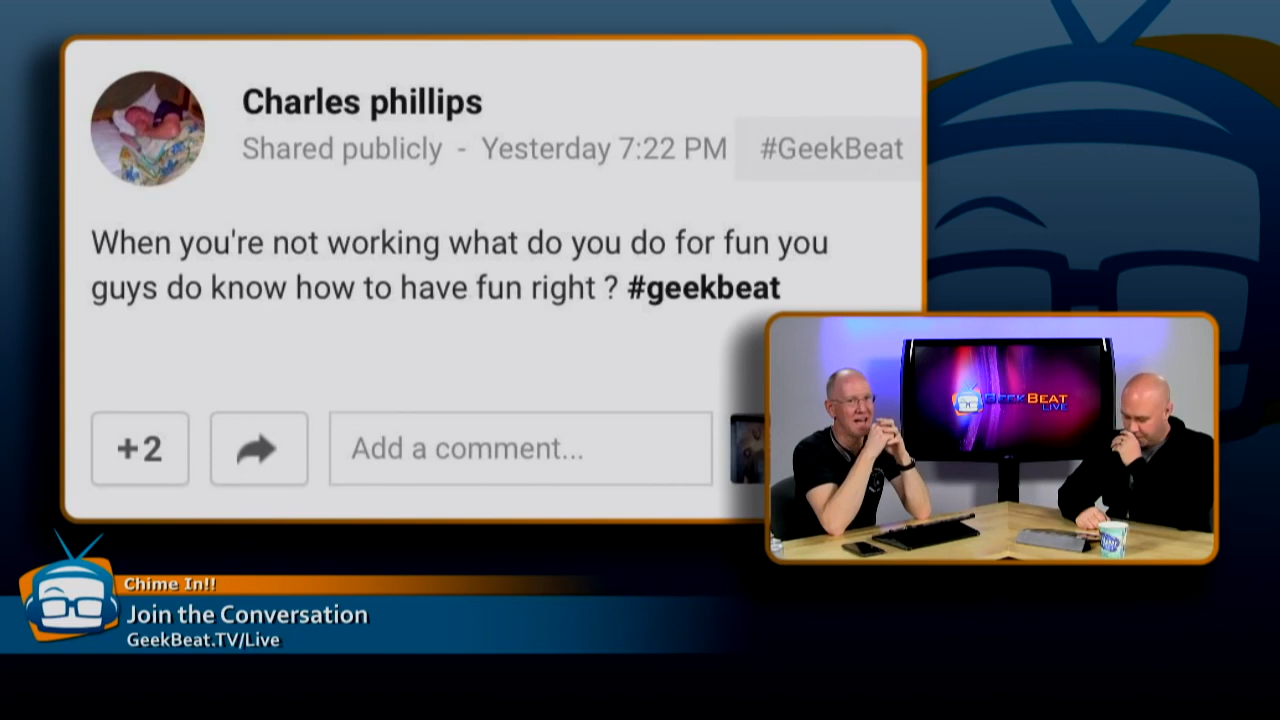 Charles phillips
Shared publicly - Yesterday 7:22 PM #GeekBeat
When you're not working what do you do for fun you
guys do know how to have fun right ? #geekbeat
+2
Add a comment...
GEEKBEAT
LIVE
Chime In!!
Join the Conversation
GeekBeat.TV/Live